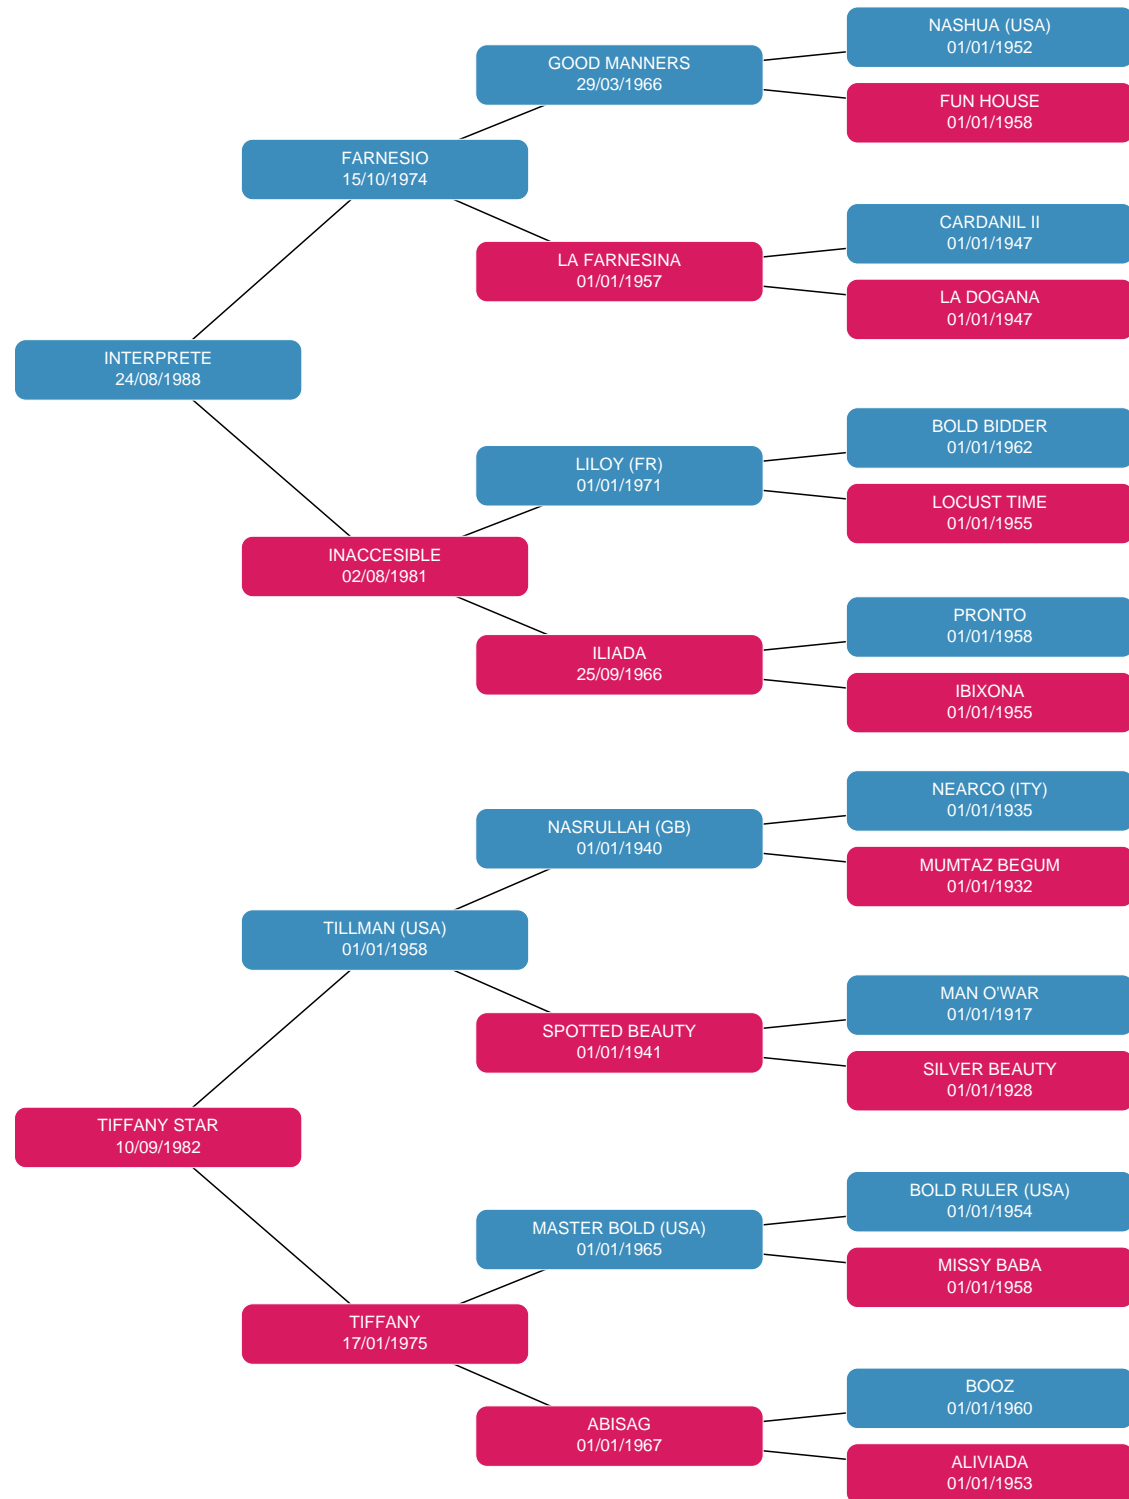 NASHUA (USA)
01/01/1952
GOOD MANNERS
29/03/1966
FUN HOUSE
01/01/1958
FARNESIO
15/10/1974
CARDANIL II
01/01/1947
LA FARNESINA
01/01/1957
LA DOGANA
01/01/1947
INTERPRETE
24/08/1988
BOLD BIDDER
01/01/1962
LILOY (FR)
01/01/1971
LOCUST TIME
01/01/1955
INACCESIBLE
02/08/1981
PRONTO
01/01/1958
ILIADA
25/09/1966
IBIXONA
01/01/1955
NEARCO (ITY)
01/01/1935
NASRULLAH (GB)
01/01/1940
MUMTAZ BEGUM
01/01/1932
TILLMAN (USA)
01/01/1958
MAN O'WAR
01/01/1917
SPOTTED BEAUTY
01/01/1941
SILVER BEAUTY
01/01/1928
TIFFANY STAR
10/09/1982
BOLD RULER (USA)
01/01/1954
MASTER BOLD (USA)
01/01/1965
MISSY BABA
01/01/1958
TIFFANY
17/01/1975
BOOZ
01/01/1960
ABISAG
01/01/1967
ALIVIADA
01/01/1953